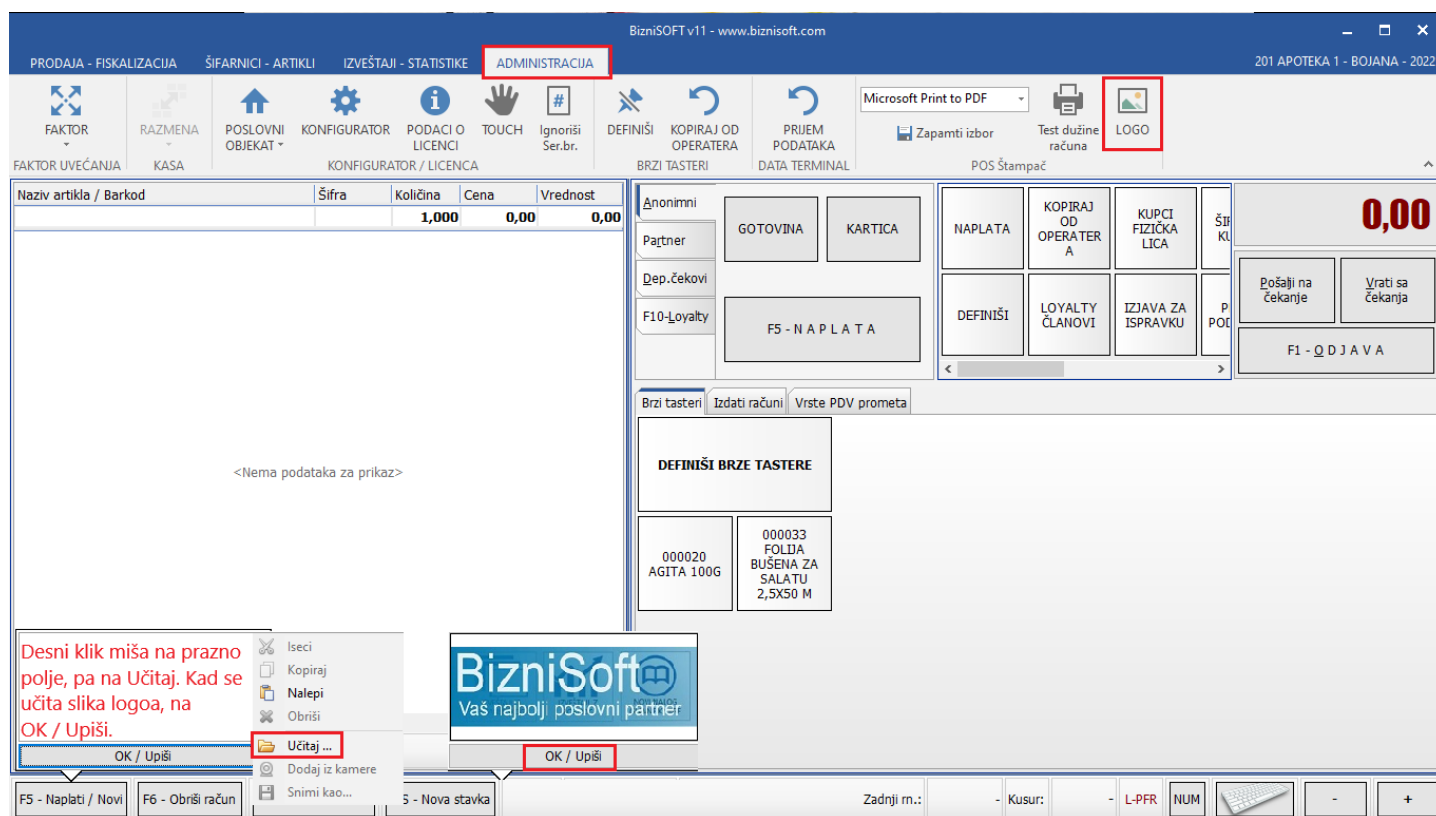 BizniSOFT v11 - www.biznisoft.com
PRODAJA - FISKALIZACIJA ŠIFARNICI - ARTIKLI IZVEŠTAJI - STATISTIKE ADMINISTRACIJA 201 APOTEKA 1 - BOJANA - 2022
FAKTOR
RAZMENA
POSLOVNI
OBJEKAT
KONFIGURATOR
PODACI O
LICENCI
TOUCH
#
Ignoriši
Ser.br.
DEFINIŠI
KOPIRAJ OD
OPERATERA
PRIJEM
PODATAKA
Microsoft Print to PDF
Zapamti izbor
Test dužine
računa
LOGO
FAKTOR UVEĆANJA KASA KONFIGURATOR / LICENCA BRZI TASTERI DATA TERMINAL POS Štampač
Naziv artikla / Barkod Šifra Količina Cena Vrednost
1,000 0,00 0,00
<Nema podataka za prikaz>
Anonimni
Partner
Dep.čekovi
F10-Loyalty
GOTOVINA
KARTICA
F5 - N A P L A T A
NAPLATA
KOPIRAJ
OD
OPERATER
A
KUPCI
FIZIČKA
LICA
DEFINIŠI
LOYALTY
ČLANOVI
IZJAVA ZA
ISPRAVKU
0,00
Pošalji na
čekanje
Vrati sa
čekanja
F1 - O D J A V A
Brzi tasteri Izdati računi Vrste PDV prometa
DEFINIŠI BRZE TASTERE
000020
AGITA 100G
000033
FOLIJA
BUŠENA ZA
SALATU
2,5X50 M
Desni klik miša na prazno
polje, pa na Učitaj. Kad se
učita slika logoa, na
OK / Upiši.
OK / Upiši
Iseci
Kopiraj
Nalepi
Obriši
Učitaj ...
Dodaj iz kamere
Snimi kao...
BizniSoft
Vaš najbolji poslovni partner
OK / Upiši
F5 - Naplati / Novi F6 - Obriši račun - Nova stavka Zadnji rn.: - Kusur: - L-PFR NUM - +